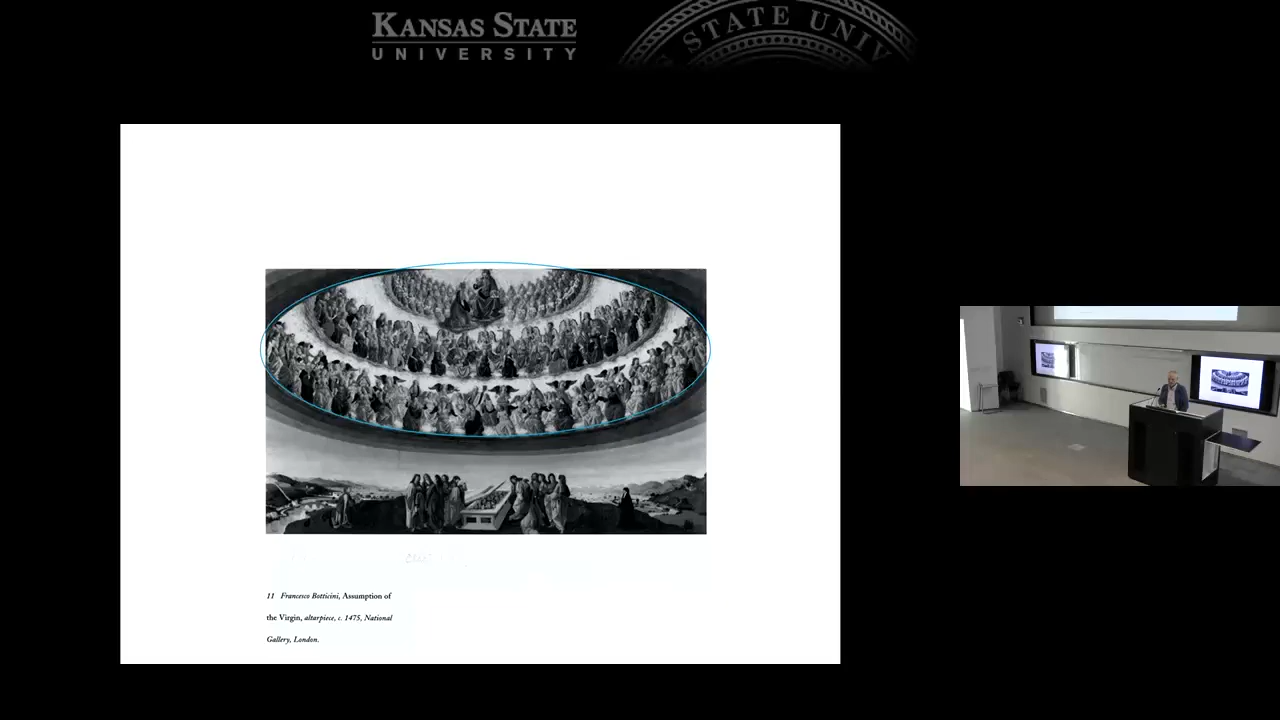 KANSAS STATE
UNIVERSITY
STATE UNIV
11 Francesco Botticini, Assumption of
the Virgin, altarpiece, c. 1475, National
Gallery, London.